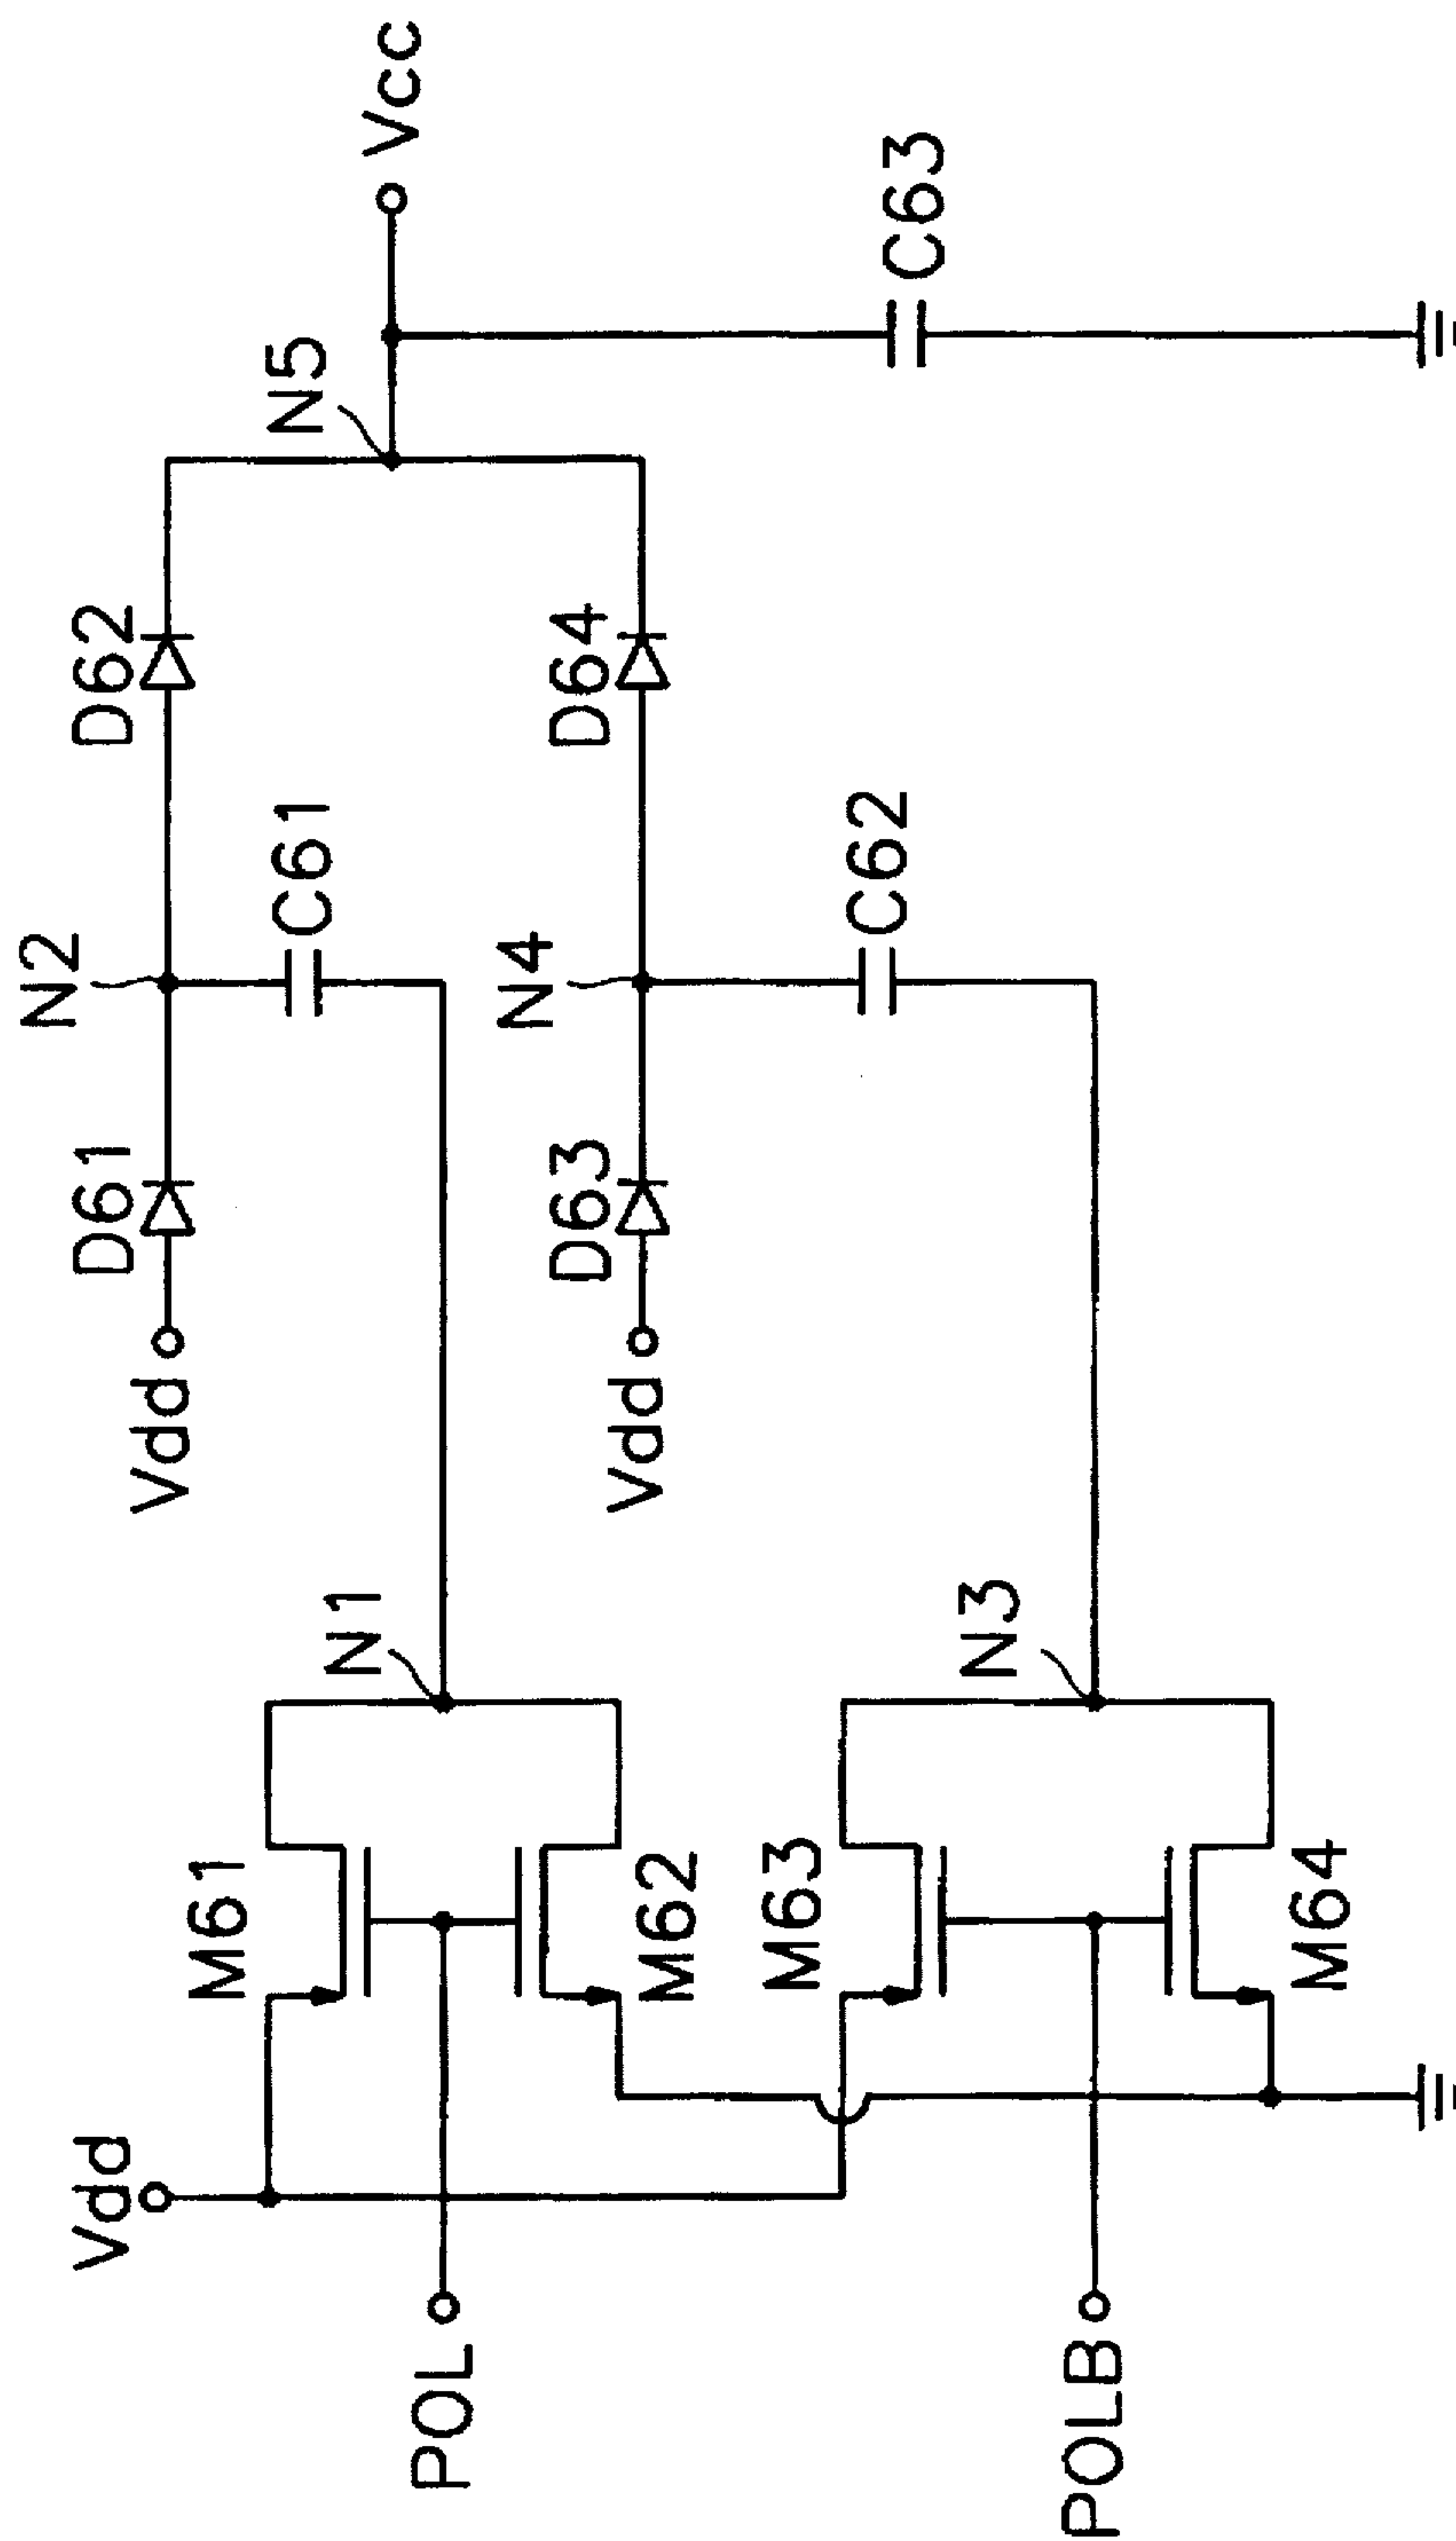 Vdd
POL
POLB
M61
M62
M63
M64
N1
N3
Vdd
D61
N2
D62
C61
Vdd
D63
N4
D64
C62
N5
Vcc
C63